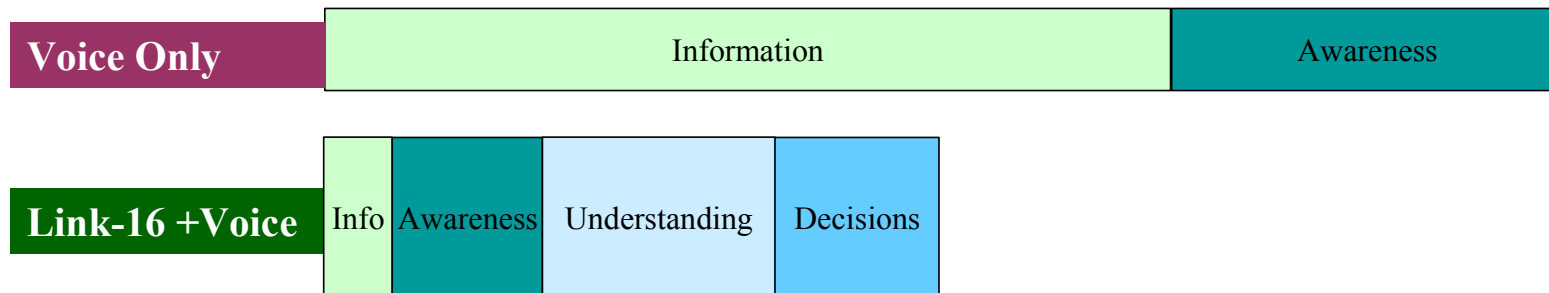 Voice Only Information Awareness
Link-16 +Voice Info Awareness Understanding Decisions